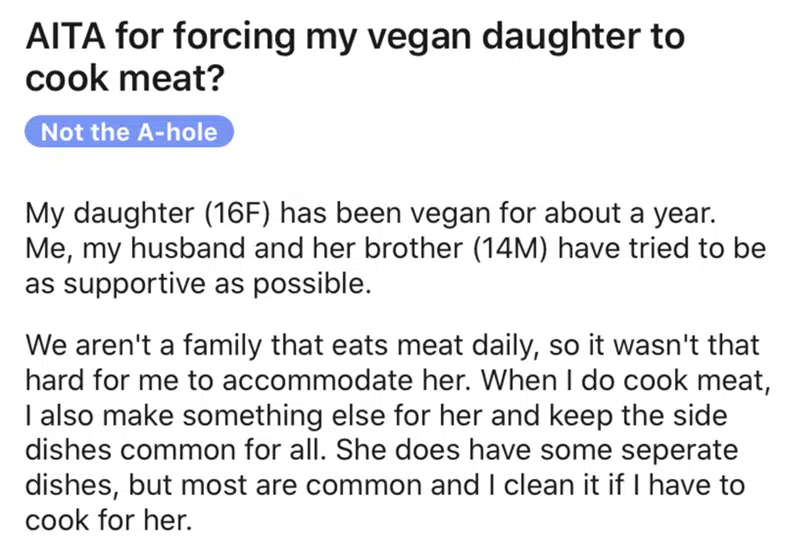 AITA for forcing my vegan daughter to
cook meat?
Not the A-hole
My daughter (16F) has been vegan for about a year.
Me, my husband and her brother (14M) have tried to be
as supportive as possible.
We aren't a family that eats meat daily, so it wasn't that
hard for me to accommodate her. When I do cook meat,
I also make something else for her and keep the side
dishes common for all. She does have some seperate
dishes, but most are common and I clean it if I have to
cook for her.